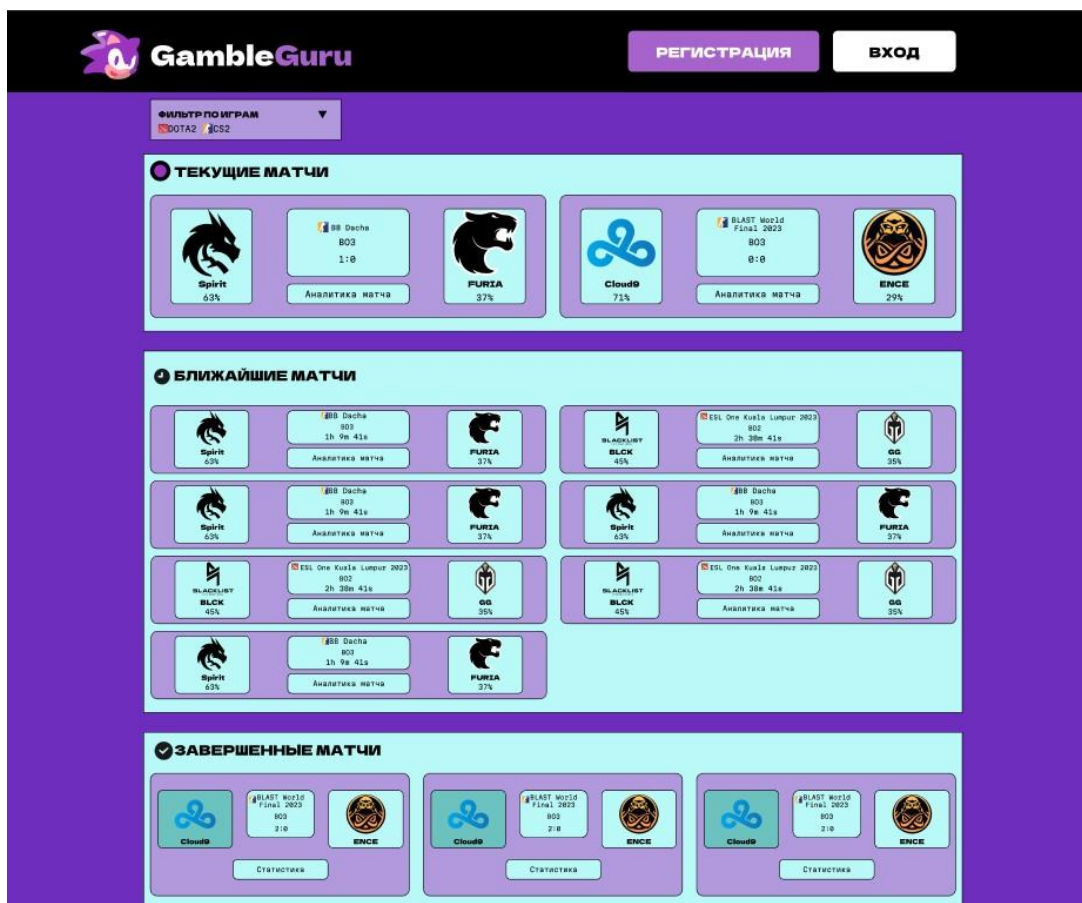 GambleGuru
РЕГИСТРАЦИЯ
ВХОД
ФИЛЬТР ПО ИГРАМ ▼
DOTA2 CS2
ТЕКУЩИЕ МАТЧИ
Spirit
63%
BB Dacha
BO3
1:0
Аналитика матча
FURIA
37%
Cloud9
71%
BLAST World
Final 2023
BO3
0:0
Аналитика матча
ENCE
29%
БЛИЖАЙШИЕ МАТЧИ
Spirit
63%
BB Dacha
BO3
1h 9m 41s
Аналитика матча
FURIA
37%
BLACKLIST
BLCK
45%
ESL One Kuala Lumpur 2023
BO2
2h 38m 41s
Аналитика матча
GG
35%
Spirit
63%
BB Dacha
BO3
1h 9m 41s
Аналитика матча
FURIA
37%
Spirit
63%
BB Dacha
BO3
1h 9m 41s
Аналитика матча
FURIA
37%
BLACKLIST
BLCK
45%
ESL One Kuala Lumpur 2023
BO2
2h 38m 41s
Аналитика матча
GG
35%
BLACKLIST
BLCK
45%
ESL One Kuala Lumpur 2023
BO2
2h 38m 41s
Аналитика матча
GG
35%
Spirit
63%
BB Dacha
BO3
1h 9m 41s
Аналитика матча
FURIA
37%
ЗАВЕРШЕННЫЕ МАТЧИ
Cloud9
BLAST World
Final 2023
BO3
2:0
ENCE
Статистика
Cloud9
BLAST World
Final 2023
BO3
2:0
ENCE
Статистика
Cloud9
BLAST World
Final 2023
BO3
2:0
ENCE
Статистика